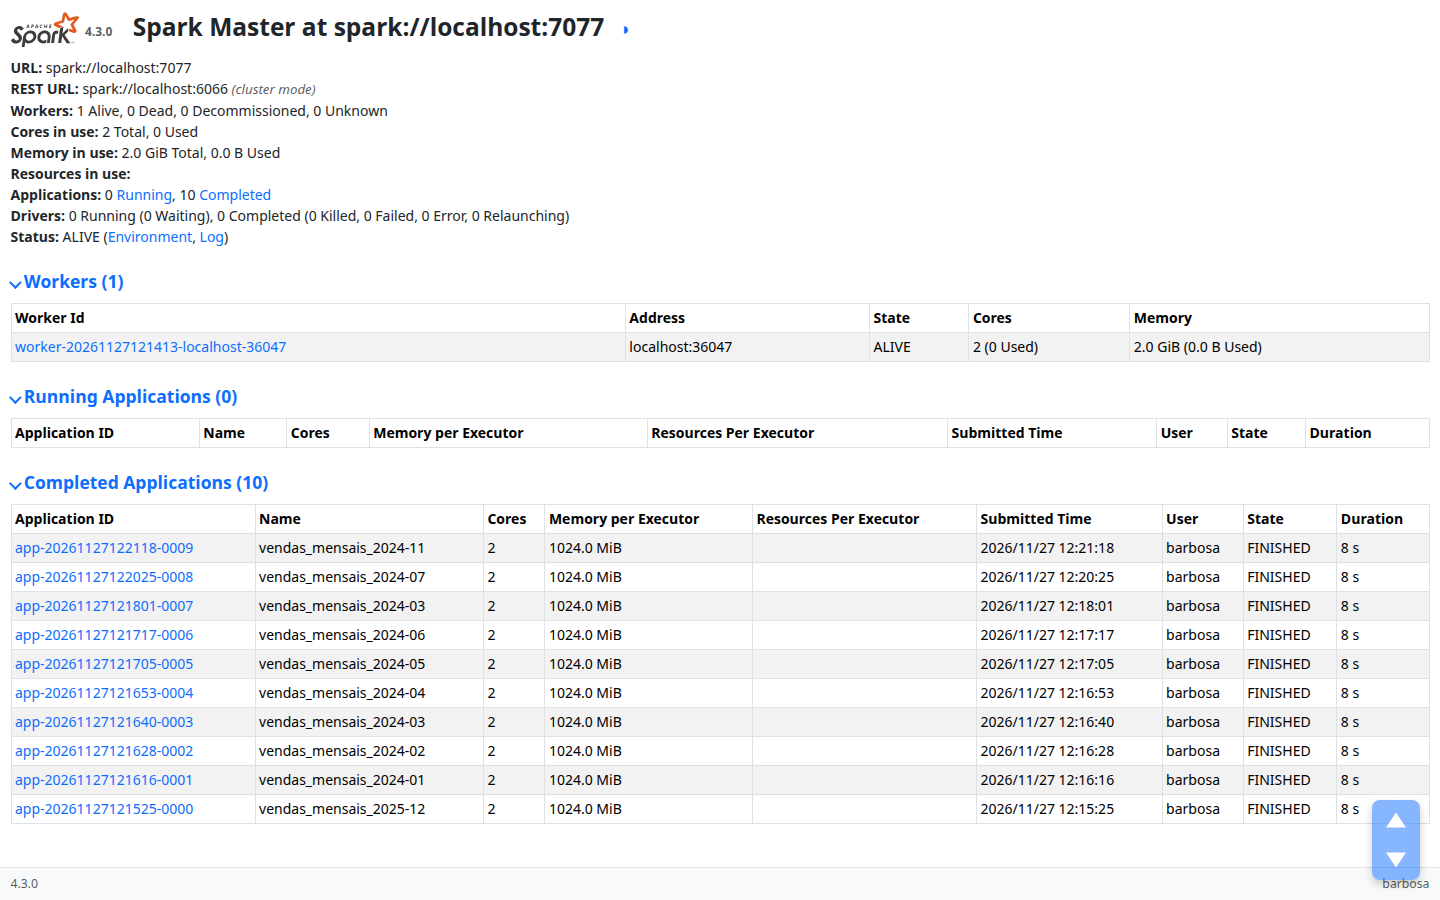 APACHE Spark 4.3.0 Spark Master at spark://localhost:7077
URL: spark://localhost:7077
REST URL: spark://localhost:6066 (cluster mode)
Workers: 1 Alive, 0 Dead, 0 Decommissioned, 0 Unknown
Cores in use: 2 Total, 0 Used
Memory in use: 2.0 GiB Total, 0.0 B Used
Resources in use:
Applications: 0 Running, 10 Completed
Drivers: 0 Running (0 Waiting), 0 Completed (0 Killed, 0 Failed, 0 Error, 0 Relaunching)
Status: ALIVE (Environment, Log)
Workers (1)
Worker Id Address State Cores Memory
worker-20261127121413-localhost-36047 localhost:36047 ALIVE 2 (0 Used) 2.0 GiB (0.0 B Used)
Running Applications (0)
Application ID Name Cores Memory per Executor Resources Per Executor Submitted Time User State Duration
Completed Applications (10)
Application ID Name Cores Memory per Executor Resources Per Executor Submitted Time User State Duration
app-20261127122118-0009 vendas_mensais_2024-11 2 1024.0 MiB 2026/11/27 12:21:18 barbosa FINISHED 8 s
app-20261127122025-0008 vendas_mensais_2024-07 2 1024.0 MiB 2026/11/27 12:20:25 barbosa FINISHED 8 s
app-20261127121801-0007 vendas_mensais_2024-03 2 1024.0 MiB 2026/11/27 12:18:01 barbosa FINISHED 8 s
app-20261127121717-0006 vendas_mensais_2024-06 2 1024.0 MiB 2026/11/27 12:17:17 barbosa FINISHED 8 s
app-20261127121705-0005 vendas_mensais_2024-05 2 1024.0 MiB 2026/11/27 12:17:05 barbosa FINISHED 8 s
app-20261127121653-0004 vendas_mensais_2024-04 2 1024.0 MiB 2026/11/27 12:16:53 barbosa FINISHED 8 s
app-20261127121640-0003 vendas_mensais_2024-03 2 1024.0 MiB 2026/11/27 12:16:40 barbosa FINISHED 8 s
app-20261127121628-0002 vendas_mensais_2024-02 2 1024.0 MiB 2026/11/27 12:16:28 barbosa FINISHED 8 s
app-20261127121616-0001 vendas_mensais_2024-01 2 1024.0 MiB 2026/11/27 12:16:16 barbosa FINISHED 8 s
app-20261127121525-0000 vendas_mensais_2025-12 2 1024.0 MiB 2026/11/27 12:15:25 barbosa FINISHED 8 s
4.3.0 barbosa